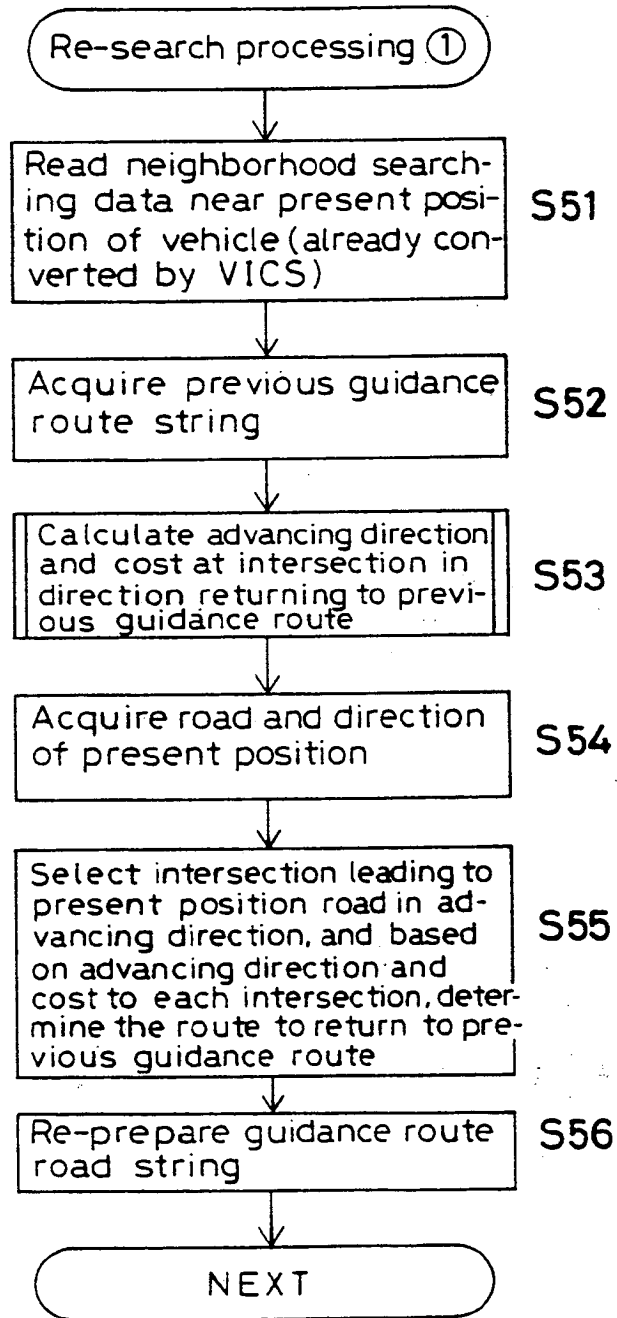 Re-search processing ①
Read neighborhood search-
ing data near present posi-
tion of vehicle (already con-
verted by VICS)
S51
Acquire previous guidance
route string
S52
Calculate advancing direction
and cost at intersection in
direction returning to previ-
ous guidance route
S53
Acquire road and direction
of present position
S54
Select intersection leading to
present position road in ad-
vancing direction, and based
on advancing direction and
cost to each intersection, deter-
mine the route to return to pre-
vious guidance route
S55
Re-prepare guidance route
road string
S56
NEXT